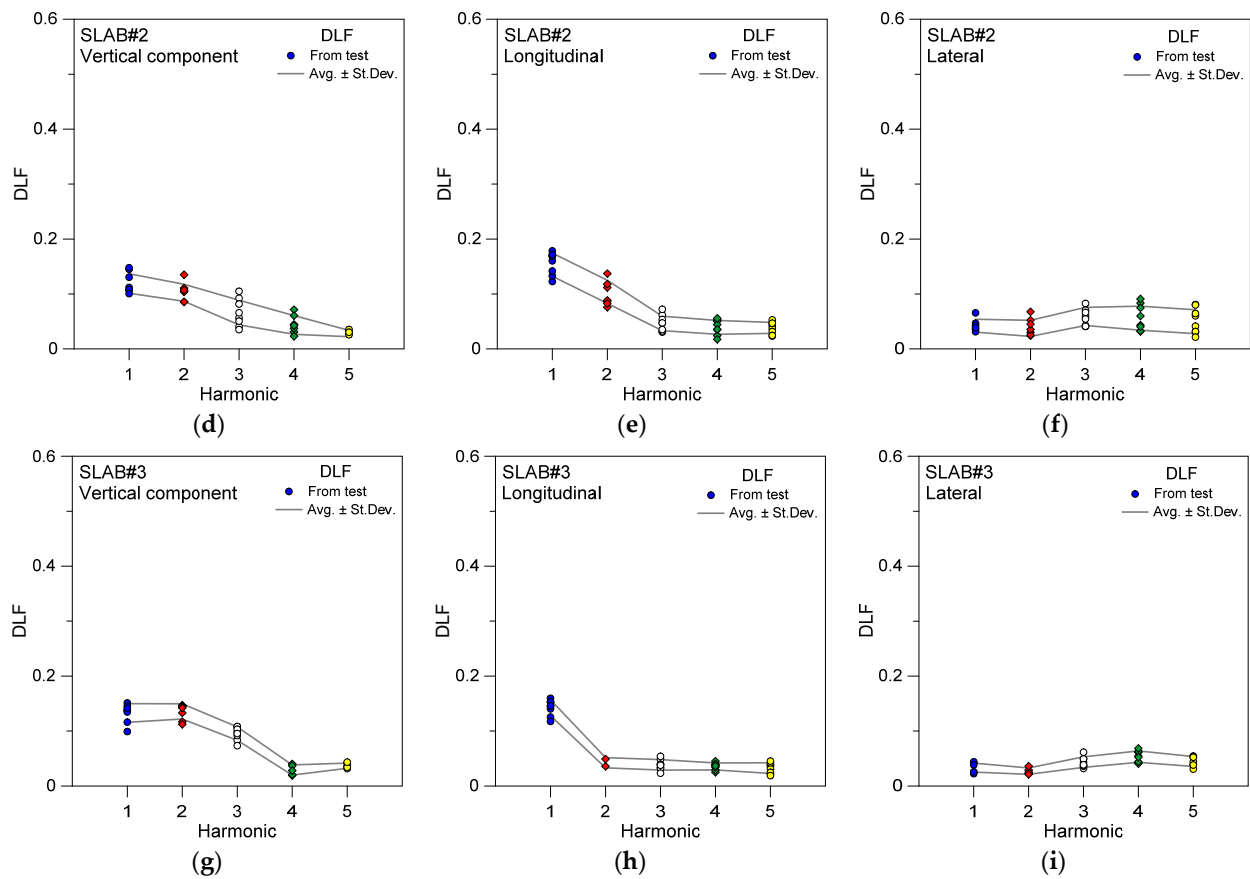 SLAB#2
Vertical component
DLF
From test
Avg. ± St.Dev.
0.6
0.4
0.2
0
DLF
1 2 3 4 5
Harmonic
(d)
SLAB#2
Longitudinal
DLF
From test
Avg. ± St.Dev.
0.6
0.4
0.2
0
DLF
1 2 3 4 5
Harmonic
(e)
SLAB#2
Lateral
DLF
From test
Avg. ± St.Dev.
0.6
0.4
0.2
0
DLF
1 2 3 4 5
Harmonic
(f)
SLAB#3
Vertical component
DLF
From test
Avg. ± St.Dev.
0.6
0.4
0.2
0
DLF
1 2 3 4 5
Harmonic
(g)
SLAB#3
Longitudinal
DLF
From test
Avg. ± St.Dev.
0.6
0.4
0.2
0
DLF
1 2 3 4 5
Harmonic
(h)
SLAB#3
Lateral
DLF
From test
Avg. ± St.Dev.
0.6
0.4
0.2
0
DLF
1 2 3 4 5
Harmonic
(i)